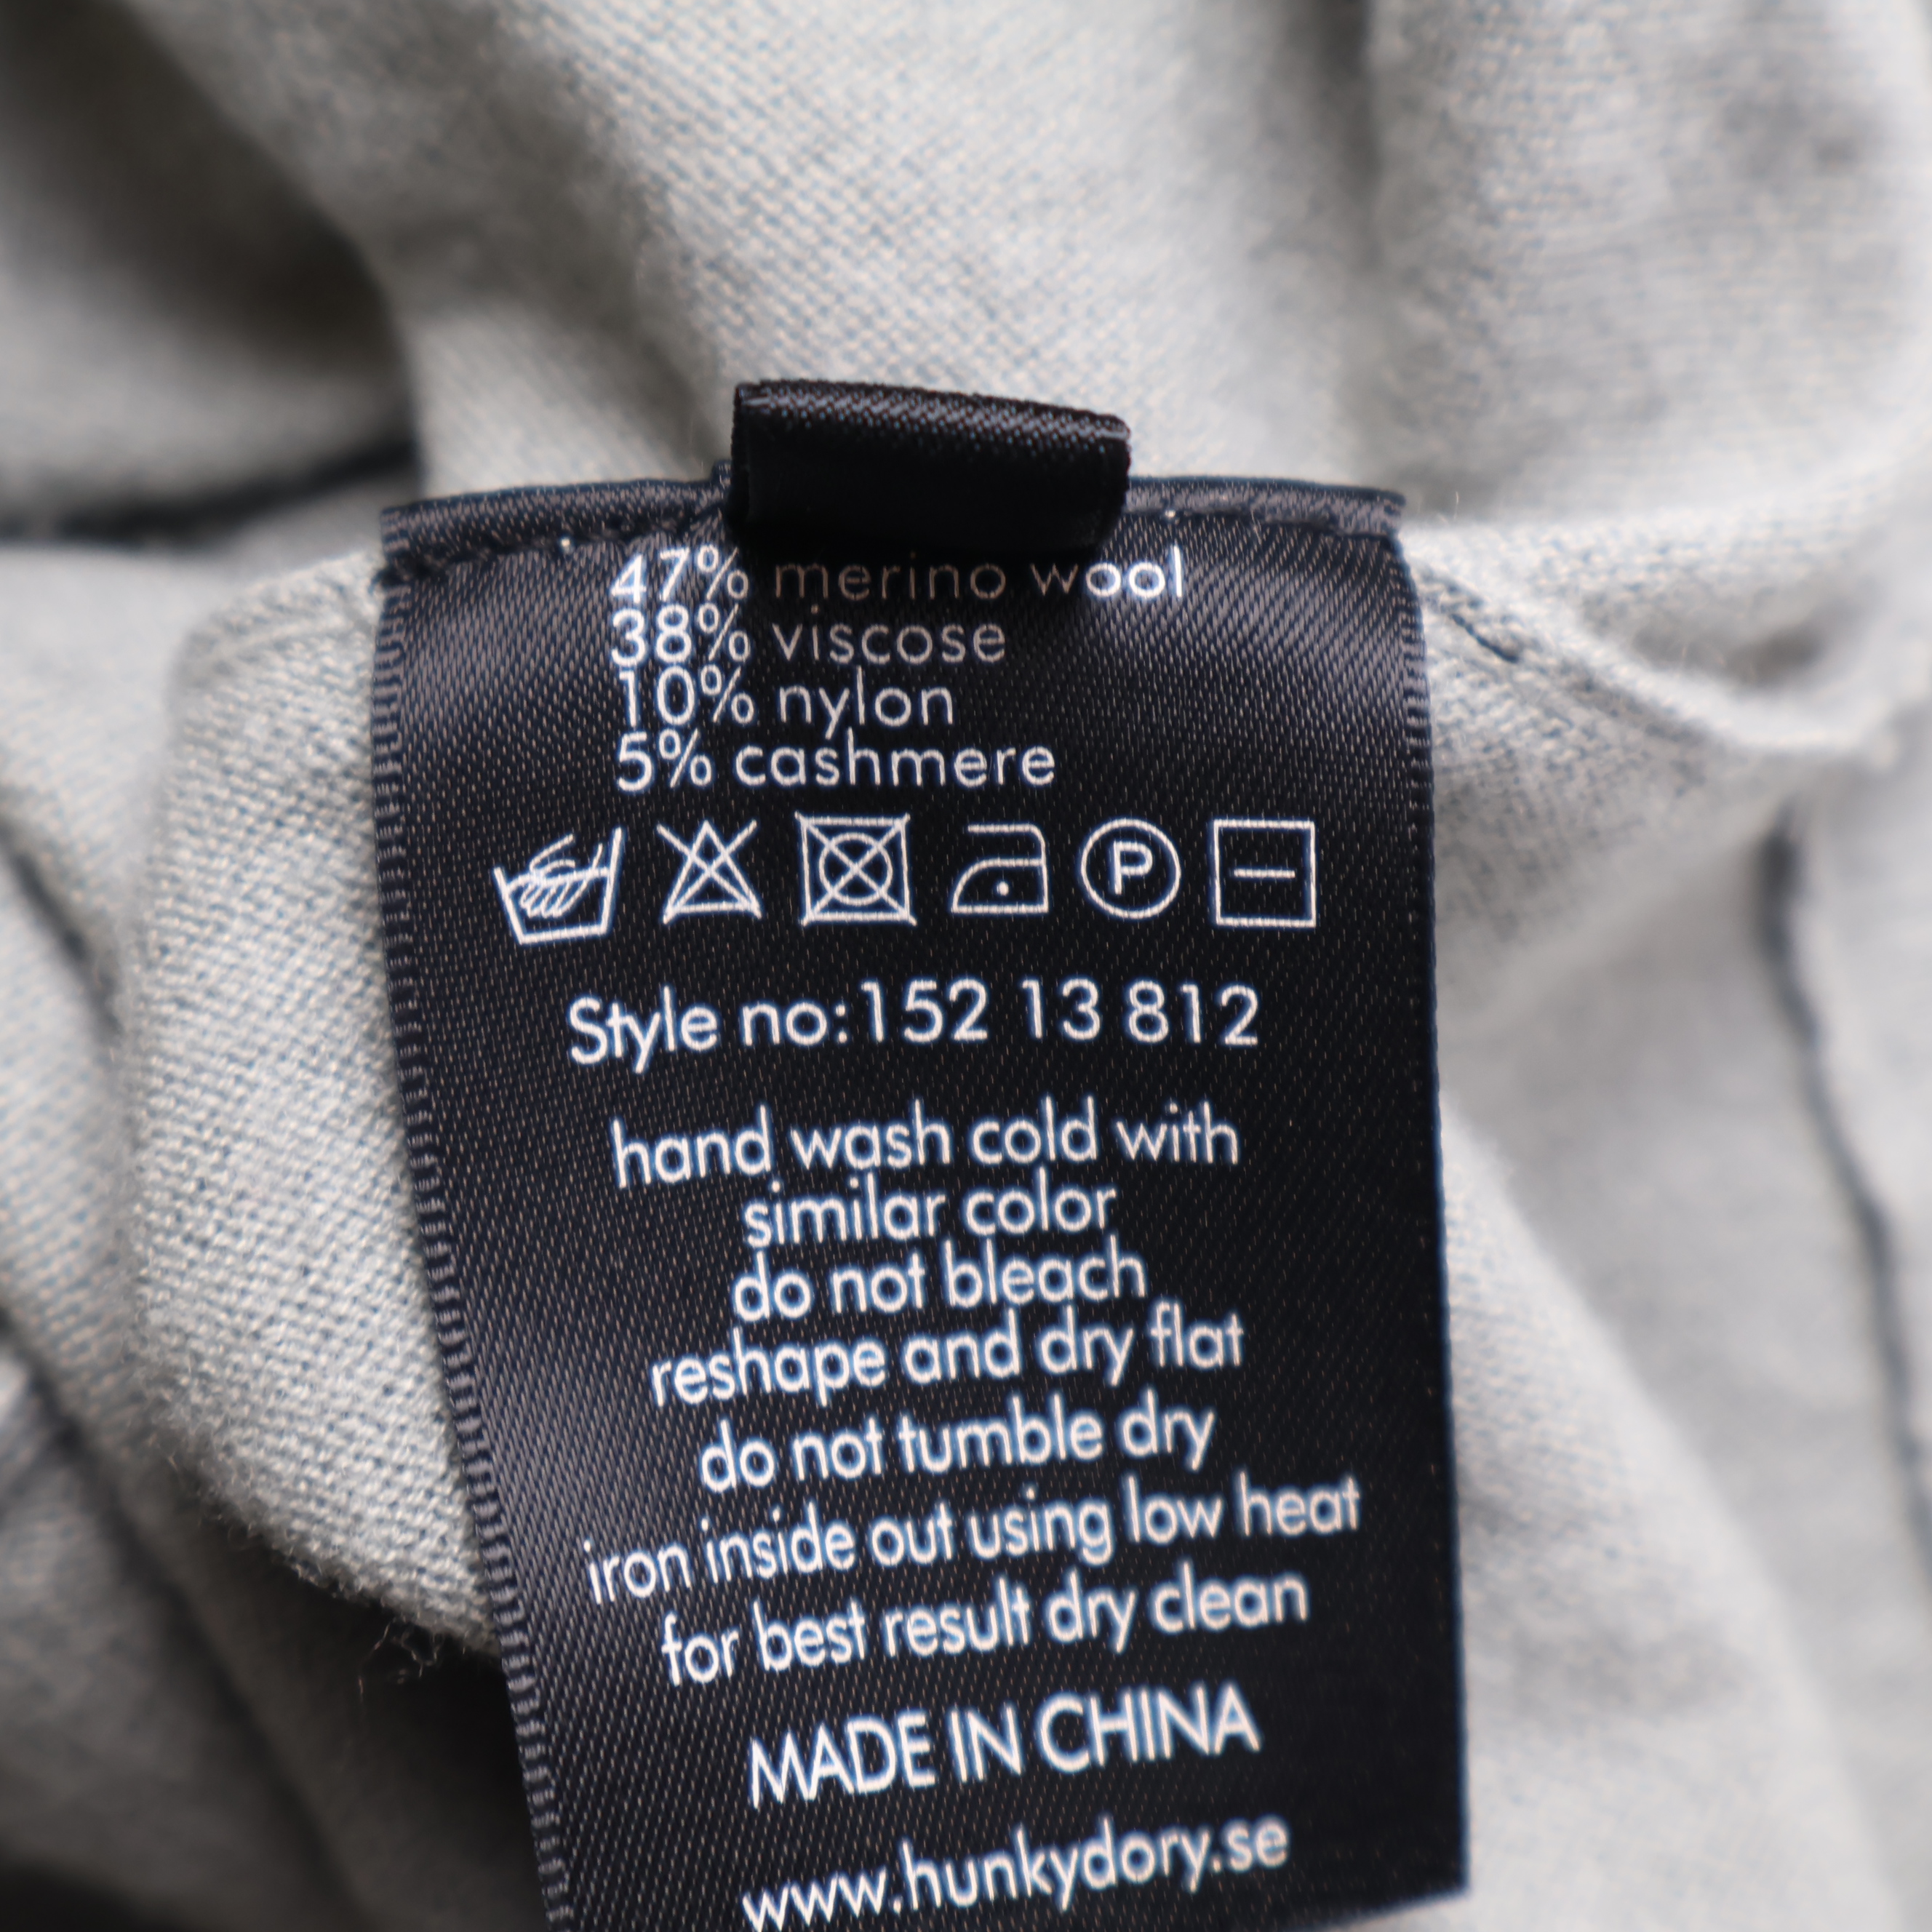 47% merino wool
38% viscose
10% nylon
5% cashmere
P
Style no:152 13 812
hand wash cold with
similar color
do not bleach
reshape and dry flat
do not tumble dry
iron inside out using low heat
for best result dry clean
MADE IN CHINA
www.hunkydory.se